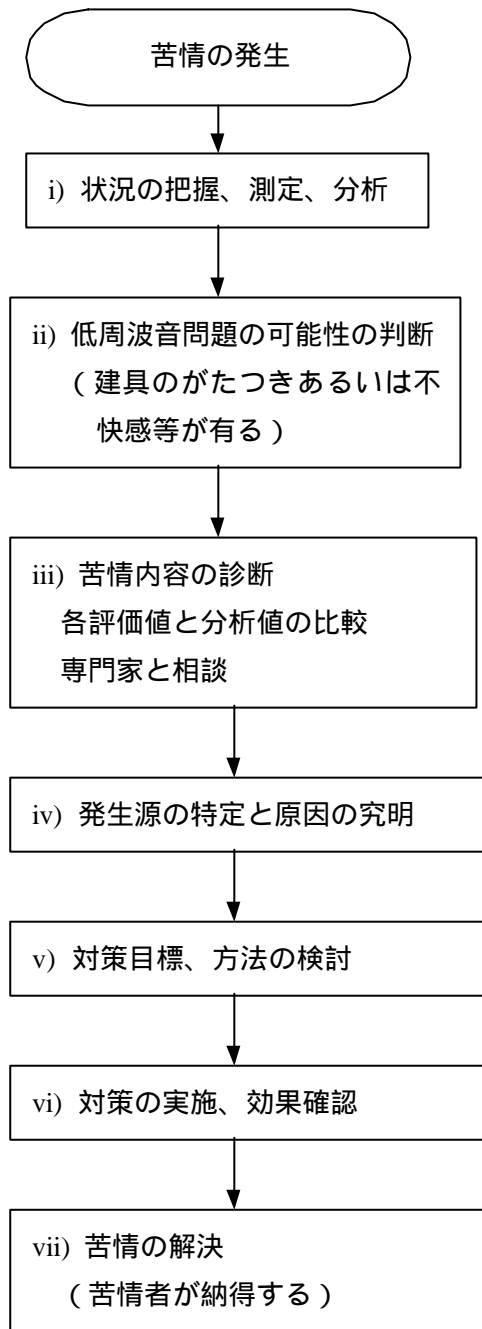 苦情の発生
i) 状況の把握、測定、分析
ii) 低周波音問題の可能性の判断
（建具のがたつきあるいは不
快感等が有る）
iii) 苦情内容の診断
各評価値と分析値の比較
専門家と相談
iv) 発生源の特定と原因の究明
v) 対策目標、方法の検討
vi) 対策の実施、効果確認
vii) 苦情の解決
（苦情者が納得する）